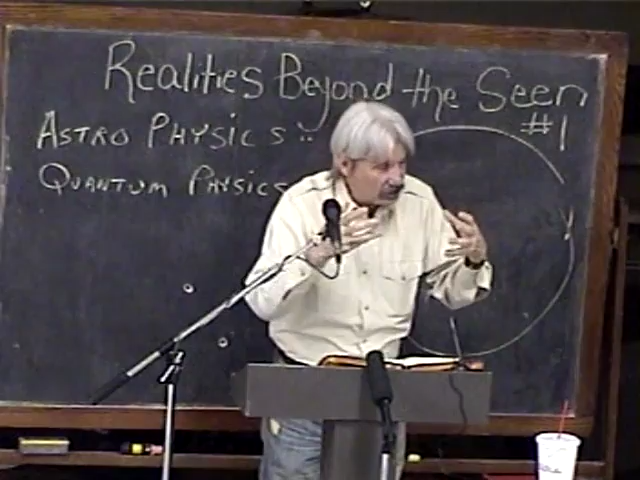 Realities Beyond the Seen
#1
ASTRO PHYSICS
QUANTUM PHYSICS